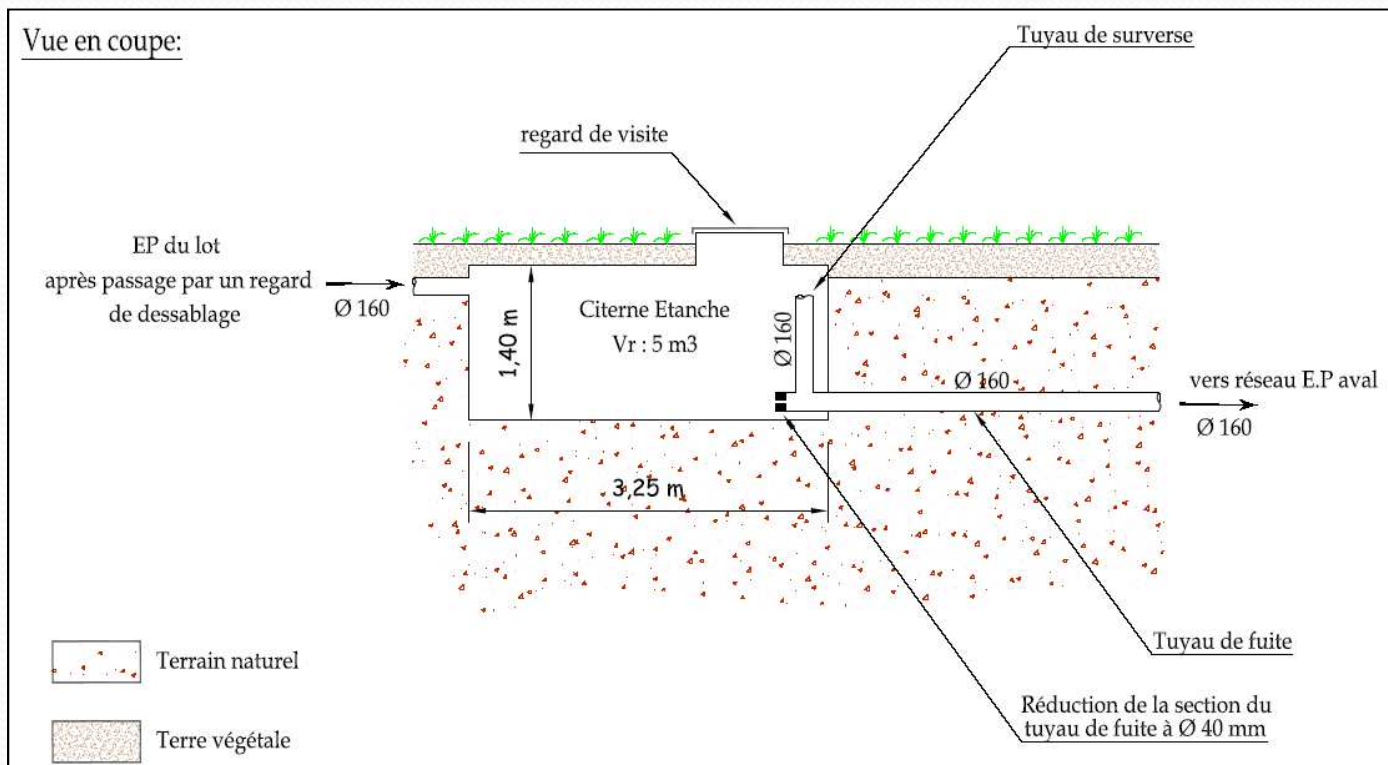 Vue en coupe:
Tuyau de surverse
regard de visite
EP du lot
après passage par un regard
de dessablage
Ø 160
Citerne Etanche
Vr : 5 m3
1,40 m
Ø 160
Ø 160
vers réseau E.P aval
Ø 160
3,25 m
Tuyau de fuite
Réduction de la section du
tuyau de fuite à Ø 40 mm
Terrain naturel
Terre végétale